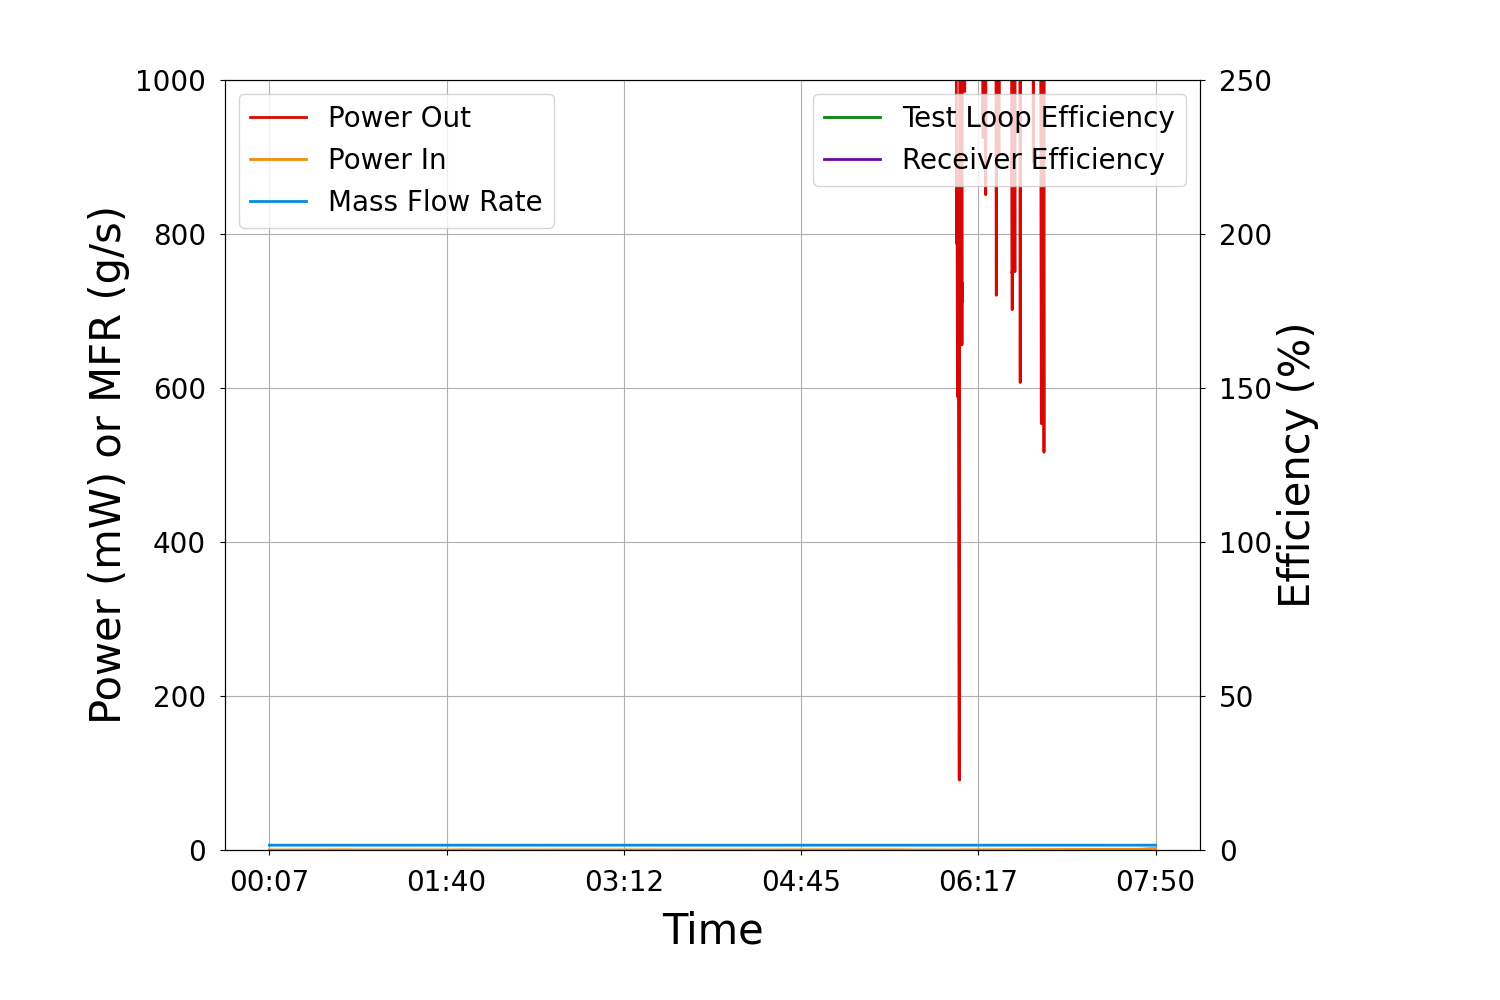 1000
800
600
400
200
0
Power (mW) or MFR (g/s)
Power Out
Power In
Mass Flow Rate
Test Loop Efficiency
Receiver Efficiency
250
200
150
100
50
0
Efficiency (%)
00:07 01:40 03:12 04:45 06:17 07:50
Time